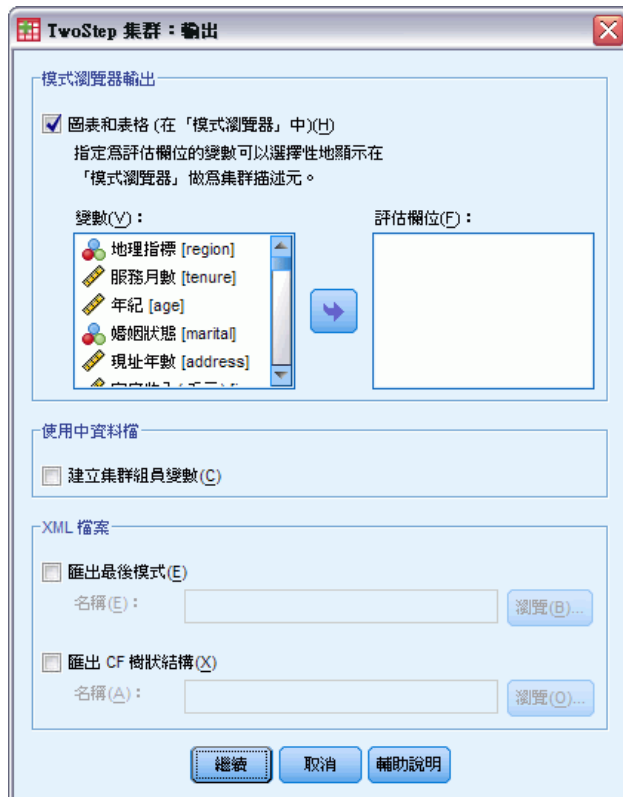 TwoStep 集群：輸出
模式瀏覽器輸出
圖表和表格 (在「模式瀏覽器」中)(H)
指定為評估欄位的變數可以選擇性地顯示在
「模式瀏覽器」做為集群描述元。
變數(V)：
評估欄位(F)：
地理指標 [region]
服務月數 [tenure]
年紀 [age]
婚姻狀態 [marital]
現址年數 [address]
使用中資料檔
建立集群組員變數(C)
XML 檔案
匯出最後模式(E)
名稱(E)：
瀏覽(B)...
匯出 CF 樹狀結構(X)
名稱(A)：
瀏覽(O)...
繼續
取消
輔助說明